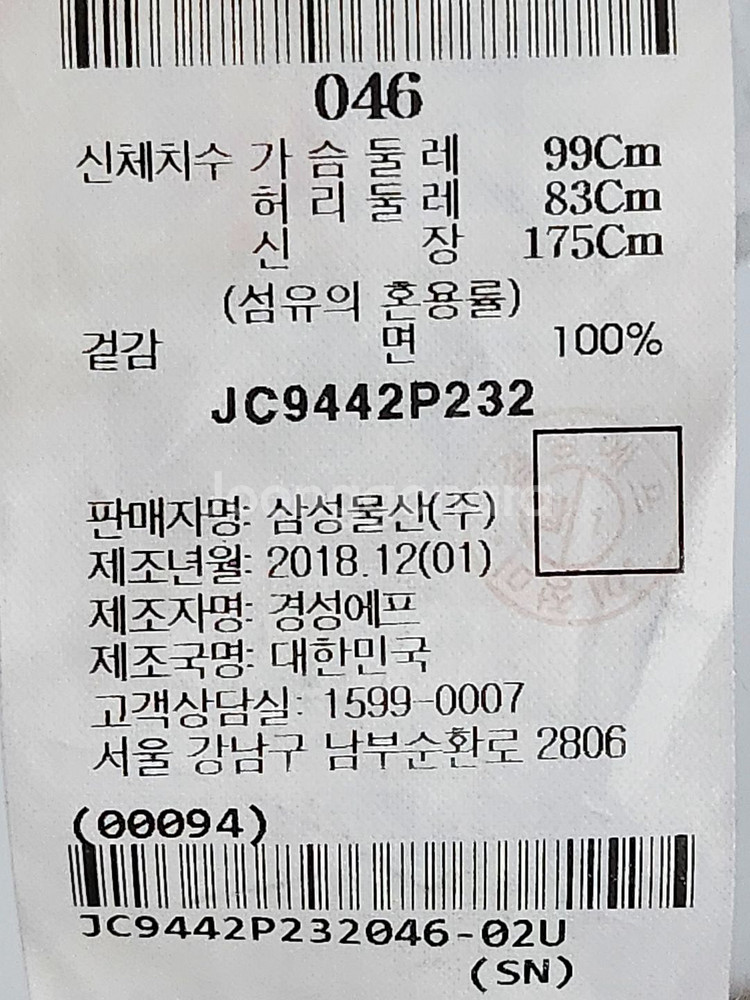 046
신체치수 가 슴 둘 레 99Cm
허 리 둘 레 83Cm
신 장 175Cm
(섬유의 혼용률)
겉감 면 100%
JC9442P232
판매자명: 삼성물산(주)
제조년월: 2018.12(01)
제조자명: 경성에프
제조국명: 대한민국
고객상담실: 1599-0007
서울 강남구 남부순환로 2806
(00094)
JC9442P232046-02U
(SN)